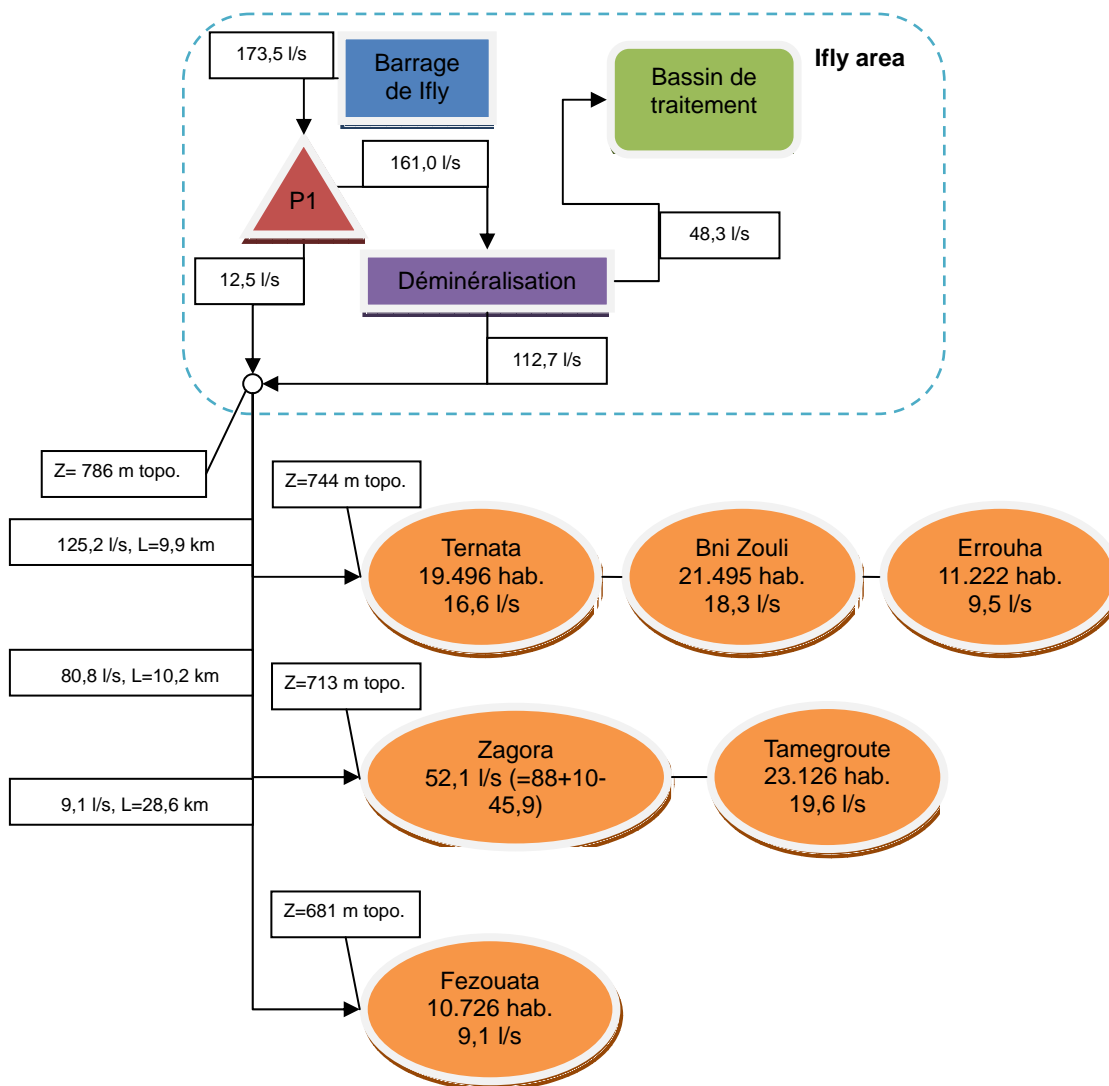 173,5 l/s
Barrage
de Ifly
Bassin de
traitement
Ifly area
161,0 l/s
P1
48,3 l/s
12,5 l/s
Déminéralisation
112,7 l/s
Z= 786 m topo.
Z=744 m topo.
125,2 l/s, L=9,9 km
Ternata
19.496 hab.
16,6 l/s
Bni Zouli
21.495 hab.
18,3 l/s
Errouha
11.222 hab.
9,5 l/s
80,8 l/s, L=10,2 km
Z=713 m topo.
Zagora
52,1 l/s (=88+10-
45,9)
Tamegroute
23.126 hab.
19,6 l/s
9,1 l/s, L=28,6 km
Z=681 m topo.
Fezouata
10.726 hab.
9,1 l/s